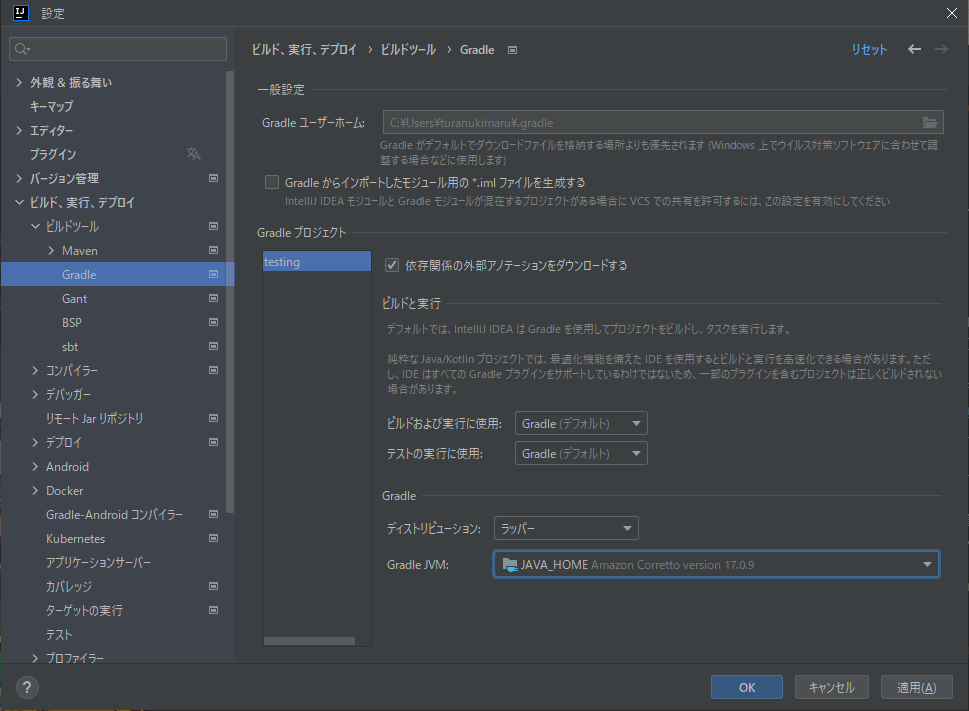 設定
ビルド、実行、デプロイ › ビルドツール › Gradle
リセット
外観 & 振る舞い
キーマップ
エディター
プラグイン
バージョン管理
ビルド、実行、デプロイ
ビルドツール
Maven
Gradle
Gant
BSP
sbt
コンパイラー
デバッガー
リモート Jar リポジトリ
デプロイ
Android
Docker
Gradle-Android コンパイラー
Kubernetes
アプリケーションサーバー
カバレッジ
ターゲットの実行
テスト
プロファイラー
一般設定
Gradle ユーザーホーム: C:¥Users¥turanukimaru¥.gradle
Gradle がデフォルトでダウンロードファイルを格納する場所よりも優先されます (Windows 上でウイルス対策ソフトウェアに合わせて調
整する場合などに使用します)
Gradle からインポートしたモジュール用の *.iml ファイルを生成する
IntelliJ IDEA モジュールと Gradle モジュールが混在するプロジェクトがある場合に VCS での共有を許可するには、この設定を有効にしてください
Gradle プロジェクト
testing
依存関係の外部アノテーションをダウンロードする
ビルドと実行
デフォルトでは、IntelliJ IDEA は Gradle を使用してプロジェクトをビルドし、タスクを実行します。
純粋な Java/Kotlin プロジェクトでは、最適化機能を備えた IDE を使用するとビルドと実行を高速化できる場合があります。ただ
し、IDE はすべての Gradle プラグインをサポートしているわけではないため、一部のプラグインを含むプロジェクトは正しくビルドされない
場合があります。
ビルドおよび実行に使用: Gradle (デフォルト)
テストの実行に使用: Gradle (デフォルト)
Gradle
ディストリビューション: ラッパー
Gradle JVM: JAVA_HOME Amazon Corretto version 17.0.9
?
OK
キャンセル
適用(A)